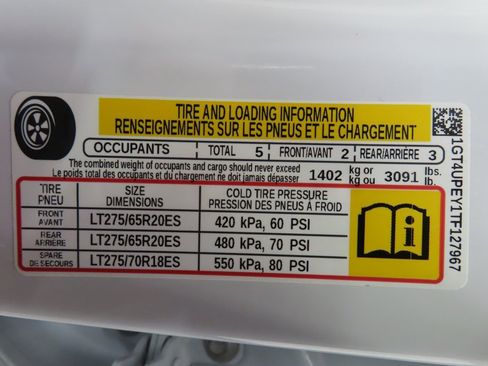 TIRE AND LOADING INFORMATION
RENSEIGNEMENTS SUR LES PNEUS ET LE CHARGEMENT
OCCUPANTS TOTAL 5 FRONT/AVANT 2 REAR/ARRIÈRE 3
The combined weight of occupants and cargo should never exceed
Le poids total des occupants et du chargement ne doit jamais dépasser
1402 kg or kg ou 3091 lbs. lb.
TIRE PNEU SIZE DIMENSIONS COLD TIRE PRESSURE PRESSION DES PNEUS A FROID
FRONT AVANT LT275/65R20ES 420 kPa, 60 PSI
REAR ARRIÈRE LT275/65R20ES 480 kPa, 70 PSI
SPARE DE SECOURS LT275/70R18ES 550 kPa, 80 PSI
i
1GT4UPEY1TF127967